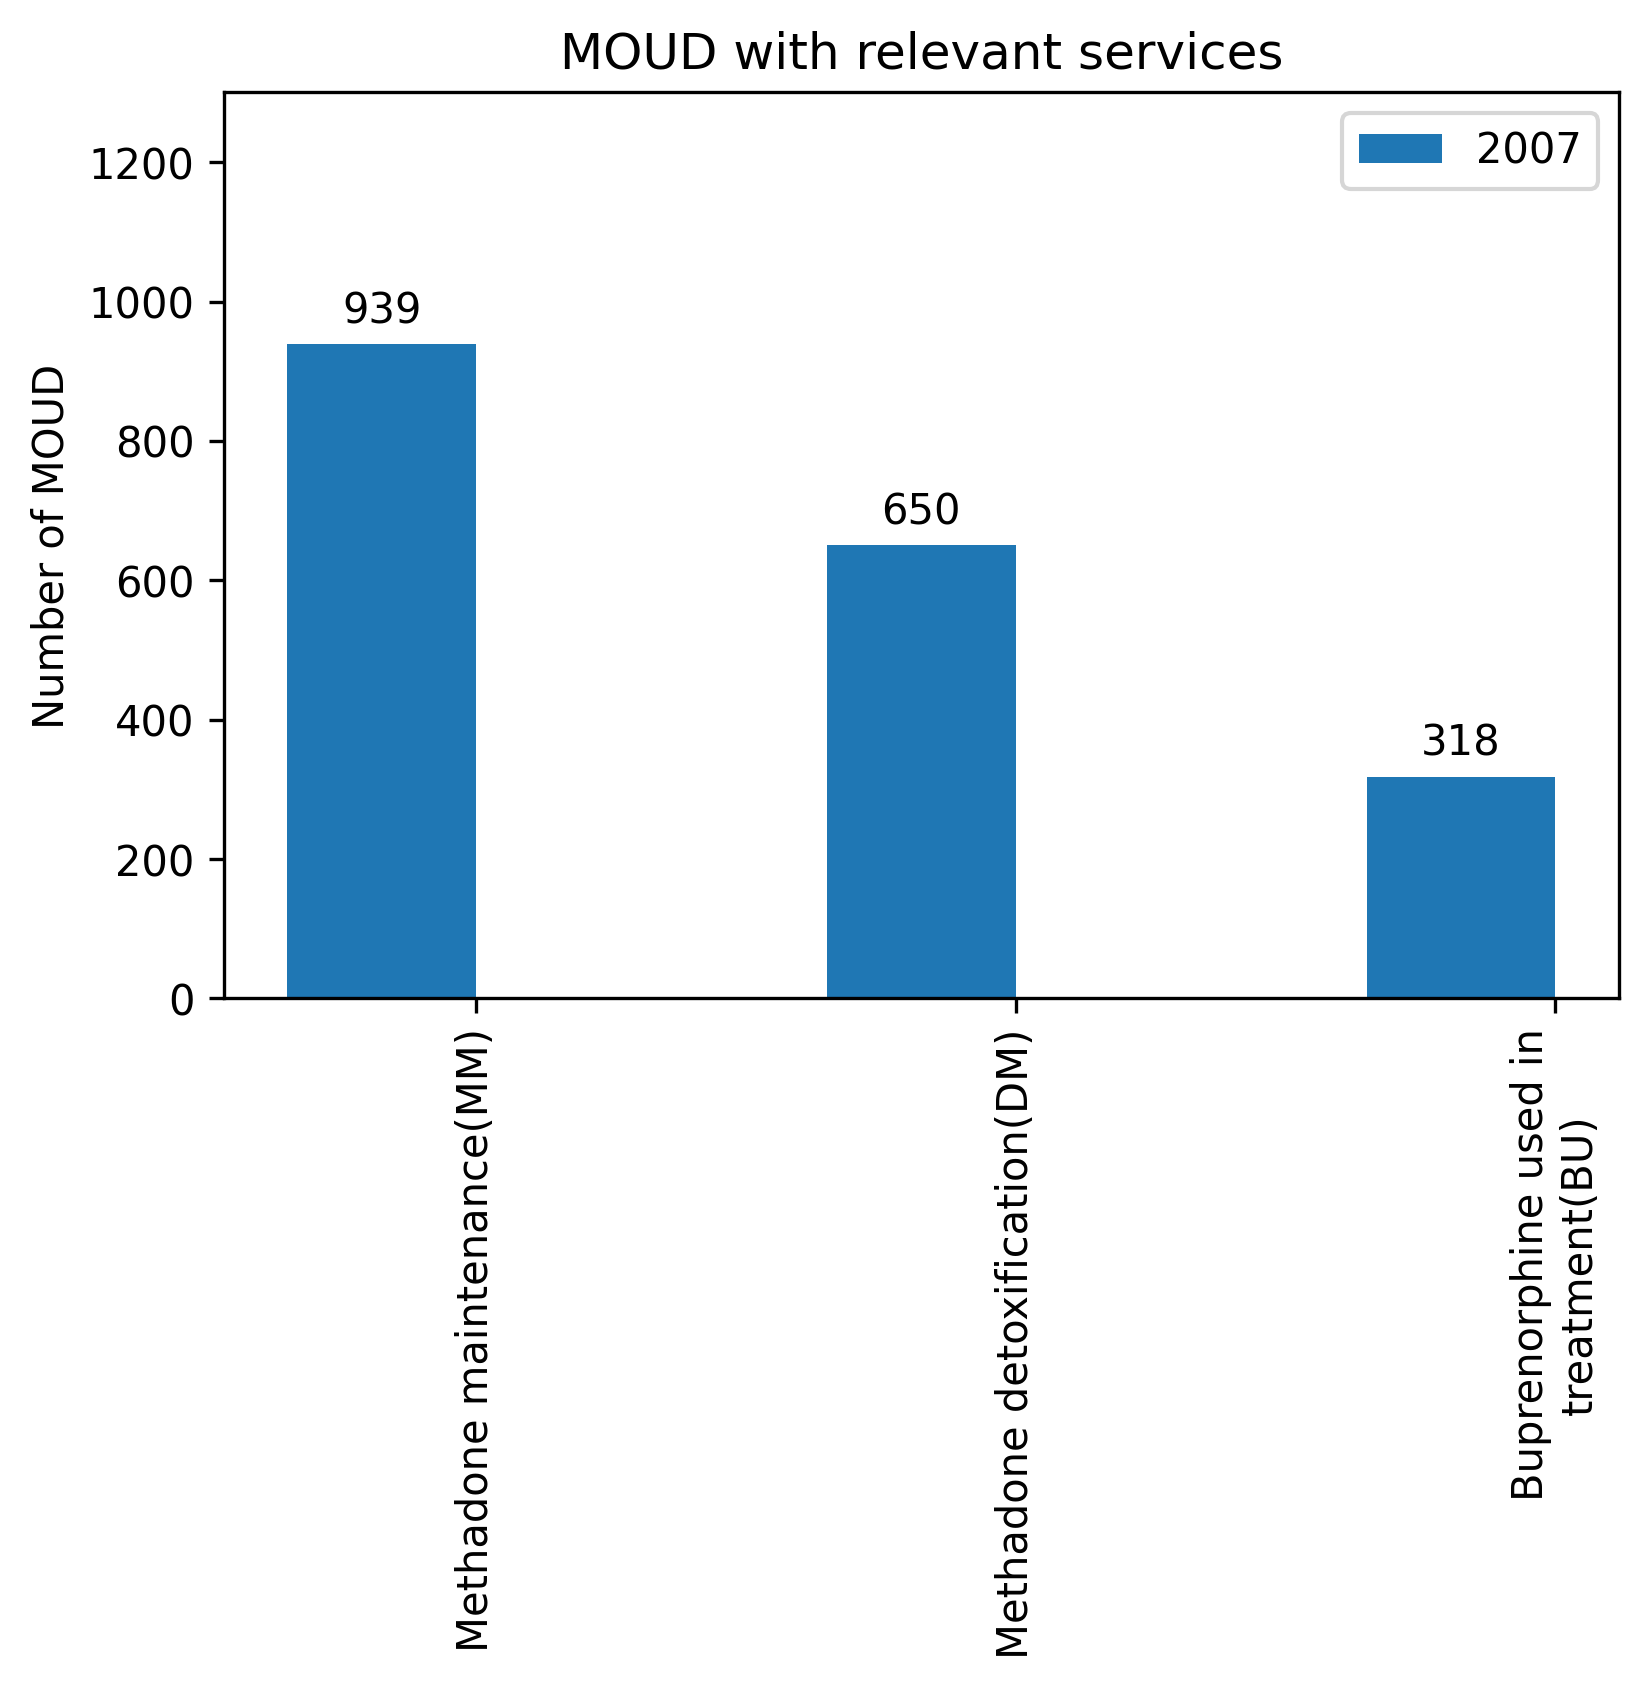 MOUD with relevant services
2007
Number of MOUD
1200
1000
800
600
400
200
0
939
650
318
Methadone maintenance(MM)
Methadone detoxification(DM)
Buprenorphine used in
treatment(BU)